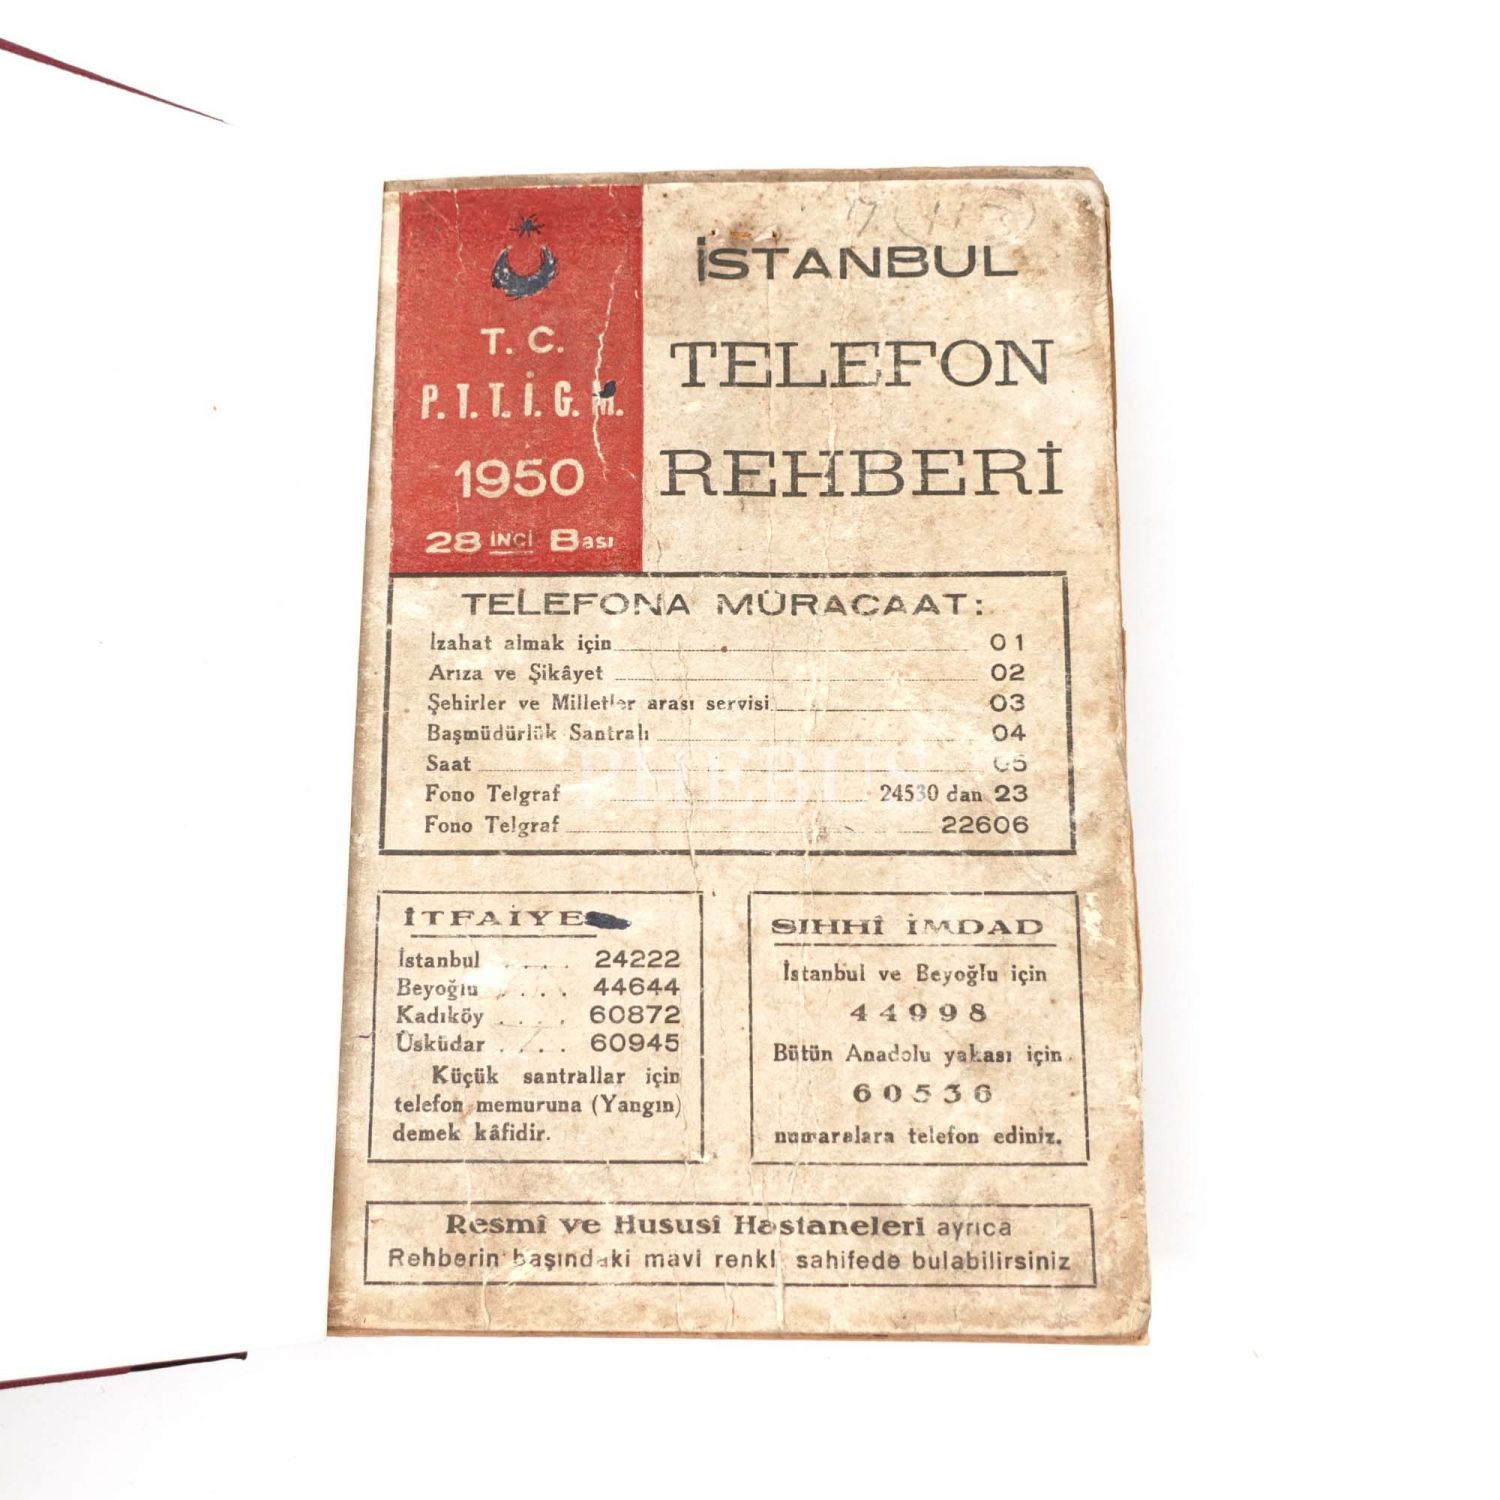 İSTANBUL
TELEFON
REHBERİ
T. C.
P. T. T. İ. G. M.
1950
28 İNCİ BASI
TELEFONA MÜRACAAT:
İzahat almak için 01
Arıza ve Şikâyet 02
Şehirler ve Milletler arası servisi 03
Başmüdürlük Santralı 04
Saat 05
Fono Telgraf 24530 dan 23
Fono Telgraf 22606
İTFAİYE
İstanbul . . . . 24222
Beyoğlu . . . . 44644
Kadıköy . . . . 60872
Üsküdar . . . . 60945
Küçük santrallar için
telefon memuruna (Yangın)
demek kâfidir.
SIHHÎ İMDAD
İstanbul ve Beyoğlu için
44998
Bütün Anadolu yakası için
60536
numaralara telefon ediniz.
Resmî ve Hususî Hastaneleri ayrıca
Rehberin başındaki mavi renkli sahifede bulabilirsiniz
PHEBUS